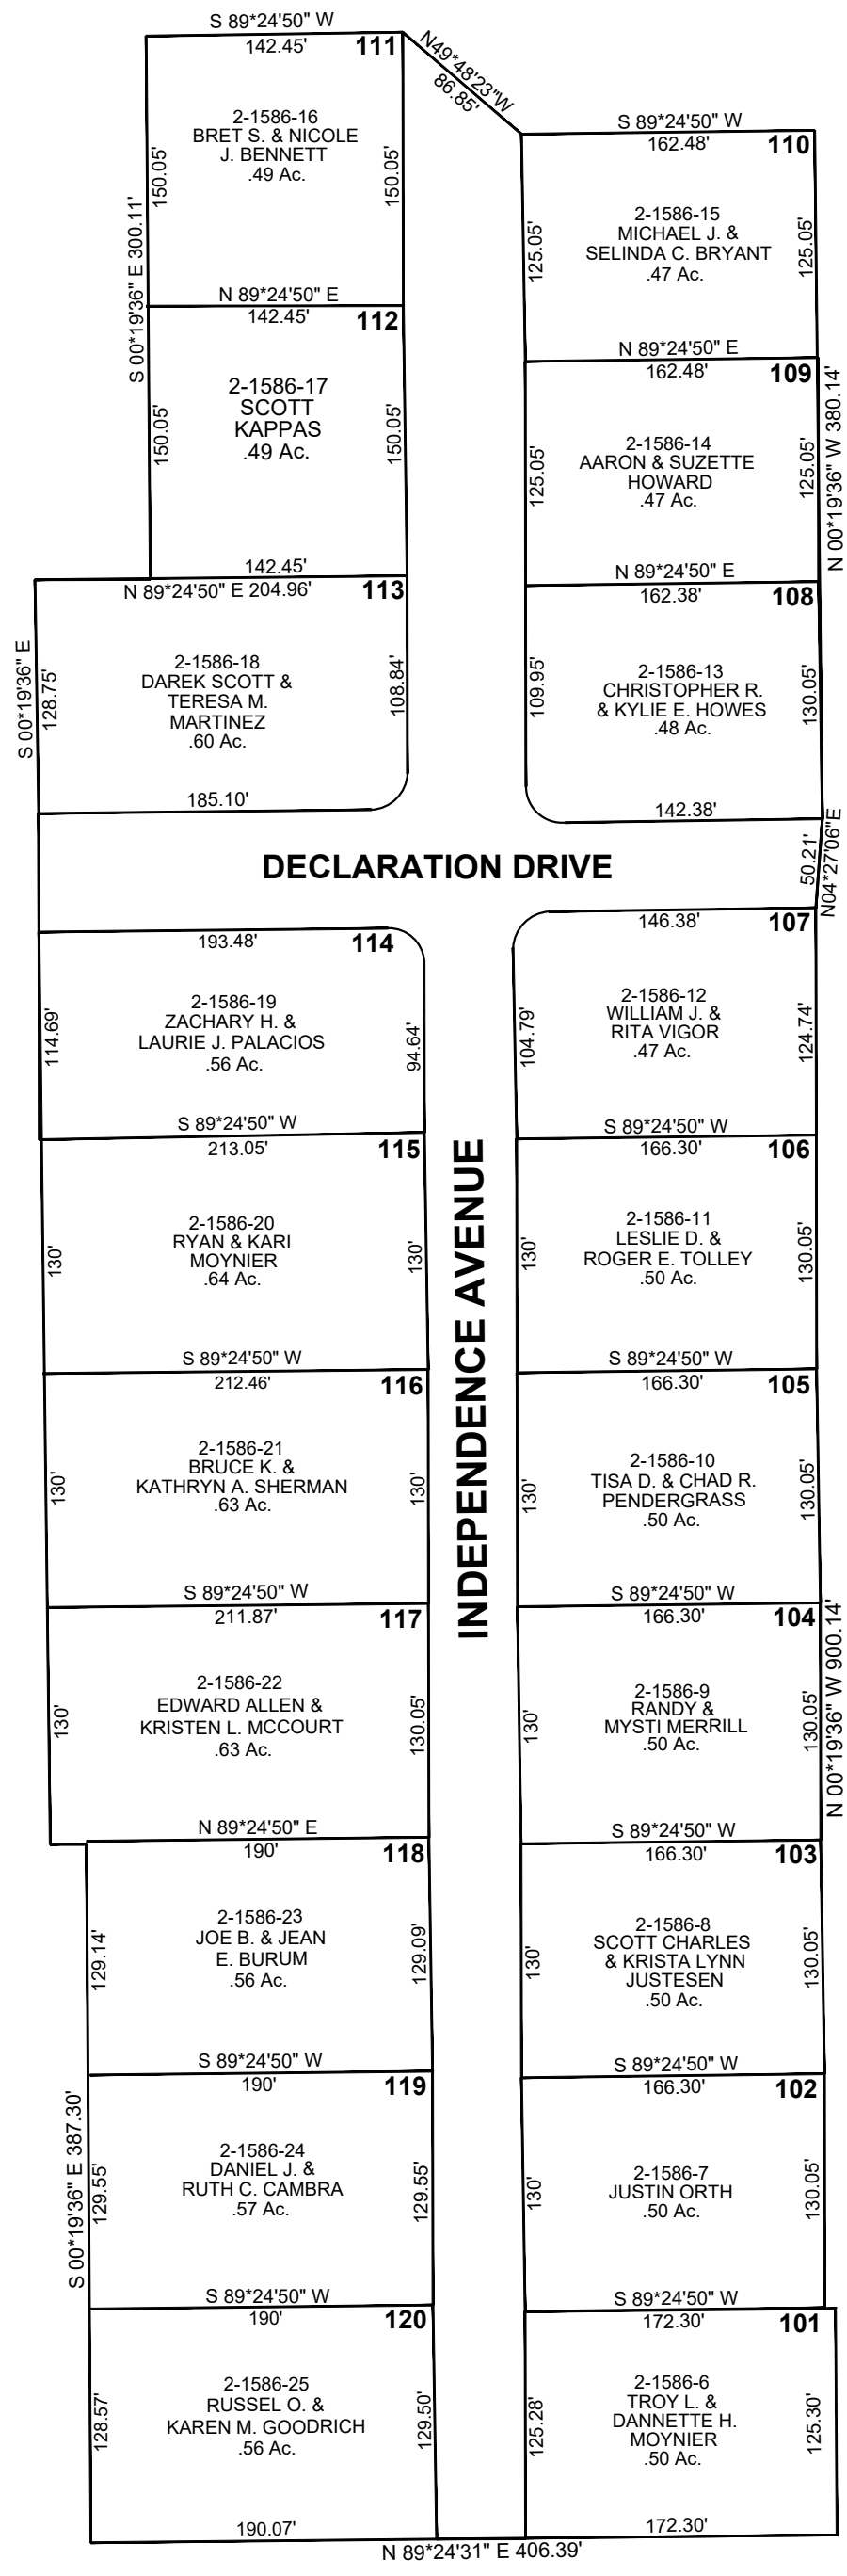 S 89*24'50" W
142.45'
111
N49*48'23"W
86.85'
2-1586-16
BRET S. & NICOLE
J. BENNETT
.49 Ac.
150.05'
150.05'
S 00*19'36" E 300.11'
S 89*24'50" W
162.48'
110
2-1586-15
MICHAEL J. &
SELINDA C. BRYANT
.47 Ac.
125.05'
125.05'
N 89*24'50" E
142.45'
112
2-1586-17
SCOTT
KAPPAS
.49 Ac.
150.05'
150.05'
142.45'
N 89*24'50" E
162.48'
109
2-1586-14
AARON & SUZETTE
HOWARD
.47 Ac.
125.05'
125.05'
N 00*19'36" W 380.14'
N 89*24'50" E 204.96'
113
2-1586-18
DAREK SCOTT &
TERESA M.
MARTINEZ
.60 Ac.
S 00*19'36" E
128.75'
108.84'
185.10'
N 89*24'50" E
162.38'
108
2-1586-13
CHRISTOPHER R.
& KYLIE E. HOWES
.48 Ac.
109.95'
130.05'
142.38'
DECLARATION DRIVE
50.21'
N04*27'06"E
193.48'
114
2-1586-19
ZACHARY H. &
LAURIE J. PALACIOS
.56 Ac.
114.69'
94.64'
146.38'
107
2-1586-12
WILLIAM J. &
RITA VIGOR
.47 Ac.
104.79'
124.74'
S 89*24'50" W
213.05'
115
2-1586-20
RYAN & KARI
MOYNIER
.64 Ac.
130'
130'
INDEPENDENCE AVENUE
S 89*24'50" W
166.30'
106
2-1586-11
LESLIE D. &
ROGER E. TOLLEY
.50 Ac.
130'
130.05'
S 89*24'50" W
212.46'
116
2-1586-21
BRUCE K. &
KATHRYN A. SHERMAN
.63 Ac.
130'
130'
S 89*24'50" W
166.30'
105
2-1586-10
TISA D. & CHAD R.
PENDERGRASS
.50 Ac.
130'
130.05'
S 89*24'50" W
211.87'
117
2-1586-22
EDWARD ALLEN &
KRISTEN L. MCCOURT
.63 Ac.
130'
130.05'
S 89*24'50" W
166.30'
104
2-1586-9
RANDY &
MYSTI MERRILL
.50 Ac.
130'
130.05'
N 00*19'36" W 900.14'
N 89*24'50" E
190'
118
2-1586-23
JOE B. & JEAN
E. BURUM
.56 Ac.
129.14'
129.09'
S 89*24'50" W
166.30'
103
2-1586-8
SCOTT CHARLES
& KRISTA LYNN
JUSTESEN
.50 Ac.
130'
130.05'
S 89*24'50" W
190'
119
2-1586-24
DANIEL J. &
RUTH C. CAMBRA
.57 Ac.
S 00*19'36" E 387.30'
129.55'
129.55'
S 89*24'50" W
166.30'
102
2-1586-7
JUSTIN ORTH
.50 Ac.
130'
130.05'
S 89*24'50" W
190'
120
2-1586-25
RUSSEL O. &
KAREN M. GOODRICH
.56 Ac.
128.57'
129.50'
190.07'
S 89*24'50" W
172.30'
101
2-1586-6
TROY L. &
DANNETTE H.
MOYNIER
.50 Ac.
125.28'
125.30'
172.30'
N 89*24'31" E 406.39'